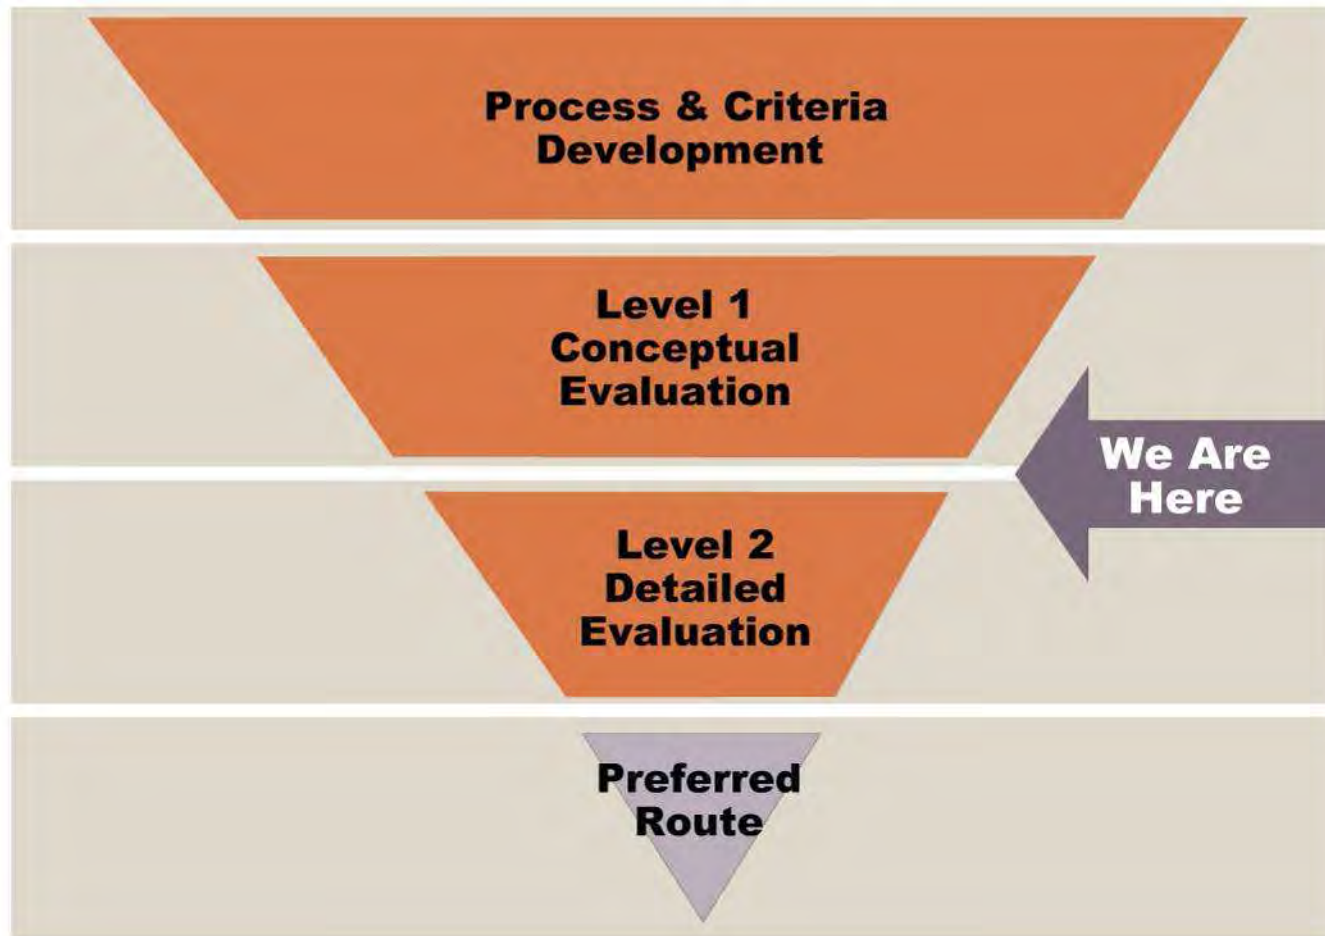 Process & Criteria
Development
Level 1
Conceptual
Evaluation
We Are
Here
Level 2
Detailed
Evaluation
Preferred
Route